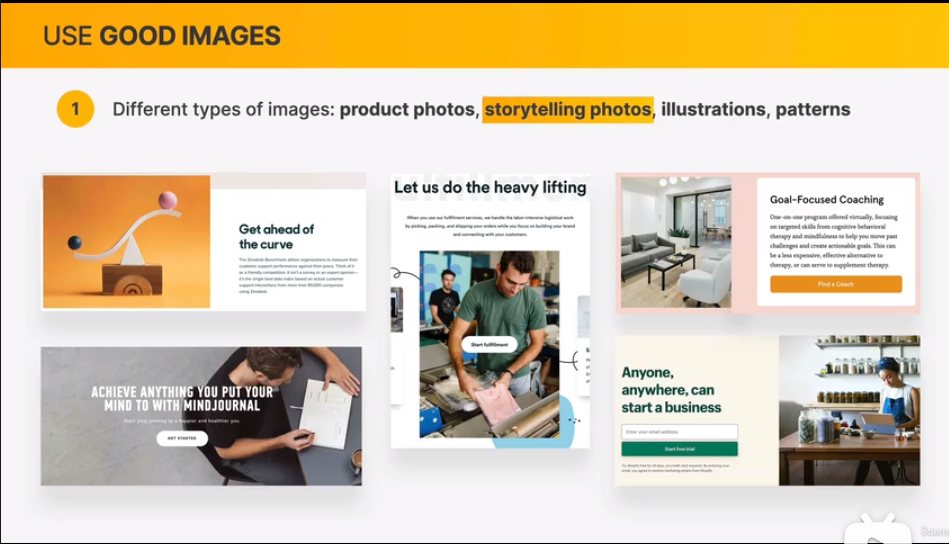 USE GOOD IMAGES
1
Different types of images: product photos, storytelling photos, illustrations, patterns
Get ahead of
the curve
The Zendesk Benchmark allows organizations to measure their
customer support performance against their peers. Think of it
as a friendly competition. It isn't a survey or an expert opinion—
it's the single best data index based on actual customer
support interactions from more than 90,000 companies
using Zendesk.
Let us do the heavy lifting
When you use our fulfillment services, we handle the labor-intensive logistical work
by picking, packing, and shipping your orders while you focus on building your brand
and connecting with your customers.
Start fulfillment
Goal-Focused Coaching
One-on-one program offered virtually, focusing
on targeted skills from cognitive behavioral
therapy and mindfulness to help you move past
challenges and create actionable goals. This can
be a less expensive, effective alternative to
therapy, or can serve to supplement therapy.
Find a Coach
ACHIEVE ANYTHING YOU PUT YOUR
MIND TO WITH MINDJOURNAL
Start your journey to a happier and healthier you.
GET STARTED
Anyone,
anywhere, can
start a business
Enter your email address
Start free trial
Try Shopify free for 14 days, no credit card required. By entering your
email, you agree to receive marketing emails from Shopify.